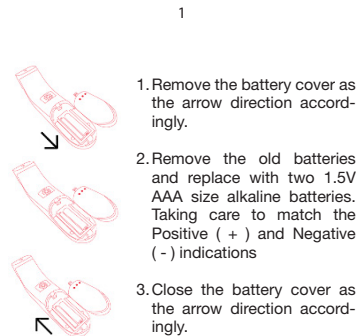 1
1. Remove the battery cover as
the arrow direction accord-
ingly.
2. Remove the old batteries
and replace with two 1.5V
AAA size alkaline batteries.
Taking care to match the
Positive ( + ) and Negative
( - ) indications
3. Close the battery cover as
the arrow direction accord-
ingly.